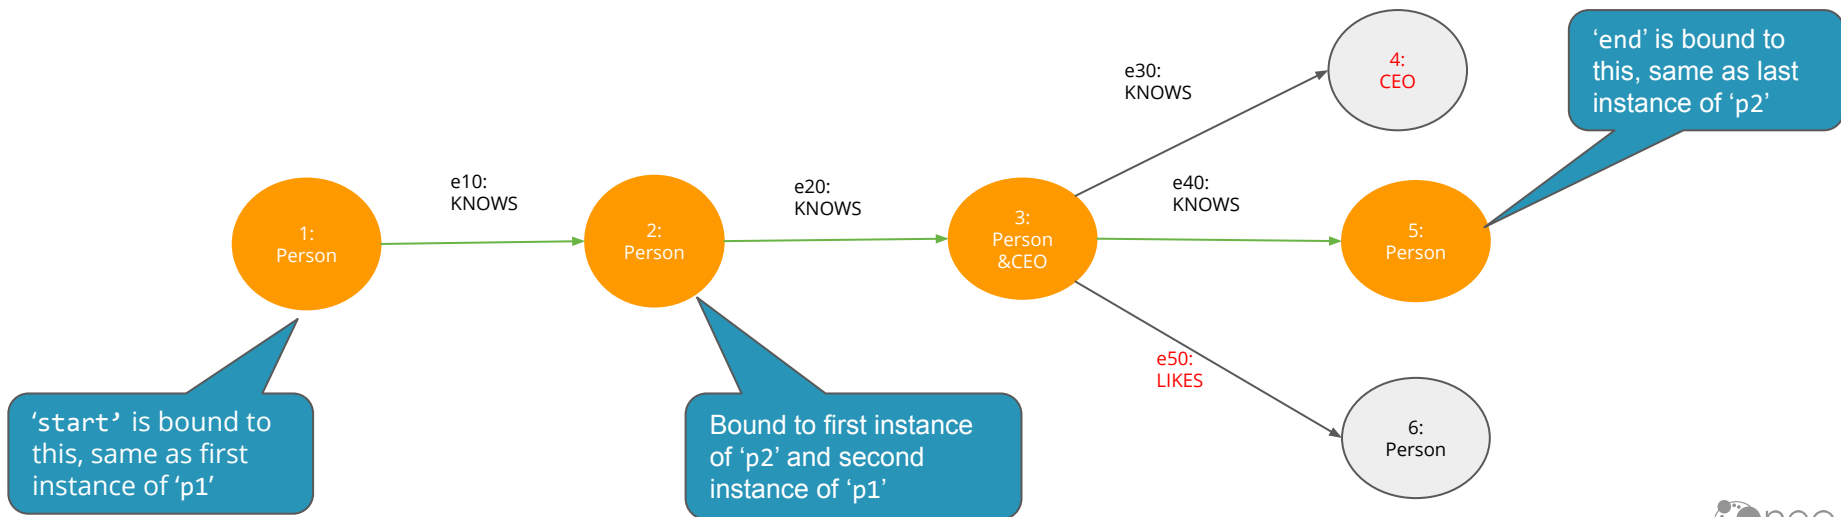 4:
CEO
‘end’ is bound to
this, same as last
instance of ‘p2’
e30:
KNOWS
e10:
KNOWS
e20:
KNOWS
e40:
KNOWS
1:
Person
2:
Person
3:
Person
&CEO
5:
Person
e50:
LIKES
‘start’ is bound to
this, same as first
instance of ‘p1’
Bound to first instance
of ‘p2’ and second
instance of ‘p1’
6:
Person